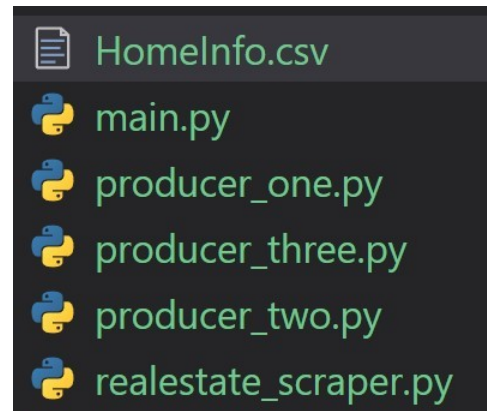 HomeInfo.csv
main.py
producer_one.py
producer_three.py
producer_two.py
realestate_scraper.py